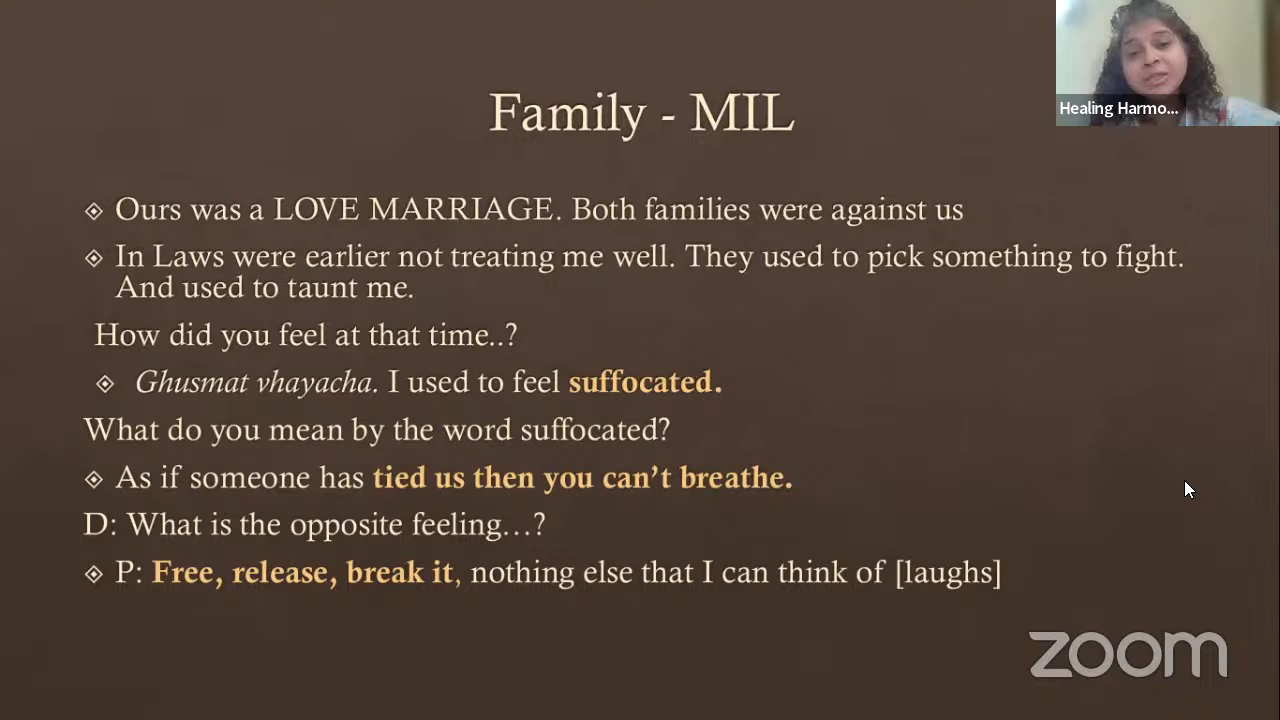 Healing Harmo...
Family - MIL
Ours was a LOVE MARRIAGE. Both families were against us
In Laws were earlier not treating me well. They used to pick something to fight.
And used to taunt me.
How did you feel at that time..?
Ghusmat vhayacha. I used to feel suffocated.
What do you mean by the word suffocated?
As if someone has tied us then you can’t breathe.
D: What is the opposite feeling…?
P: Free, release, break it, nothing else that I can think of [laughs]
zoom